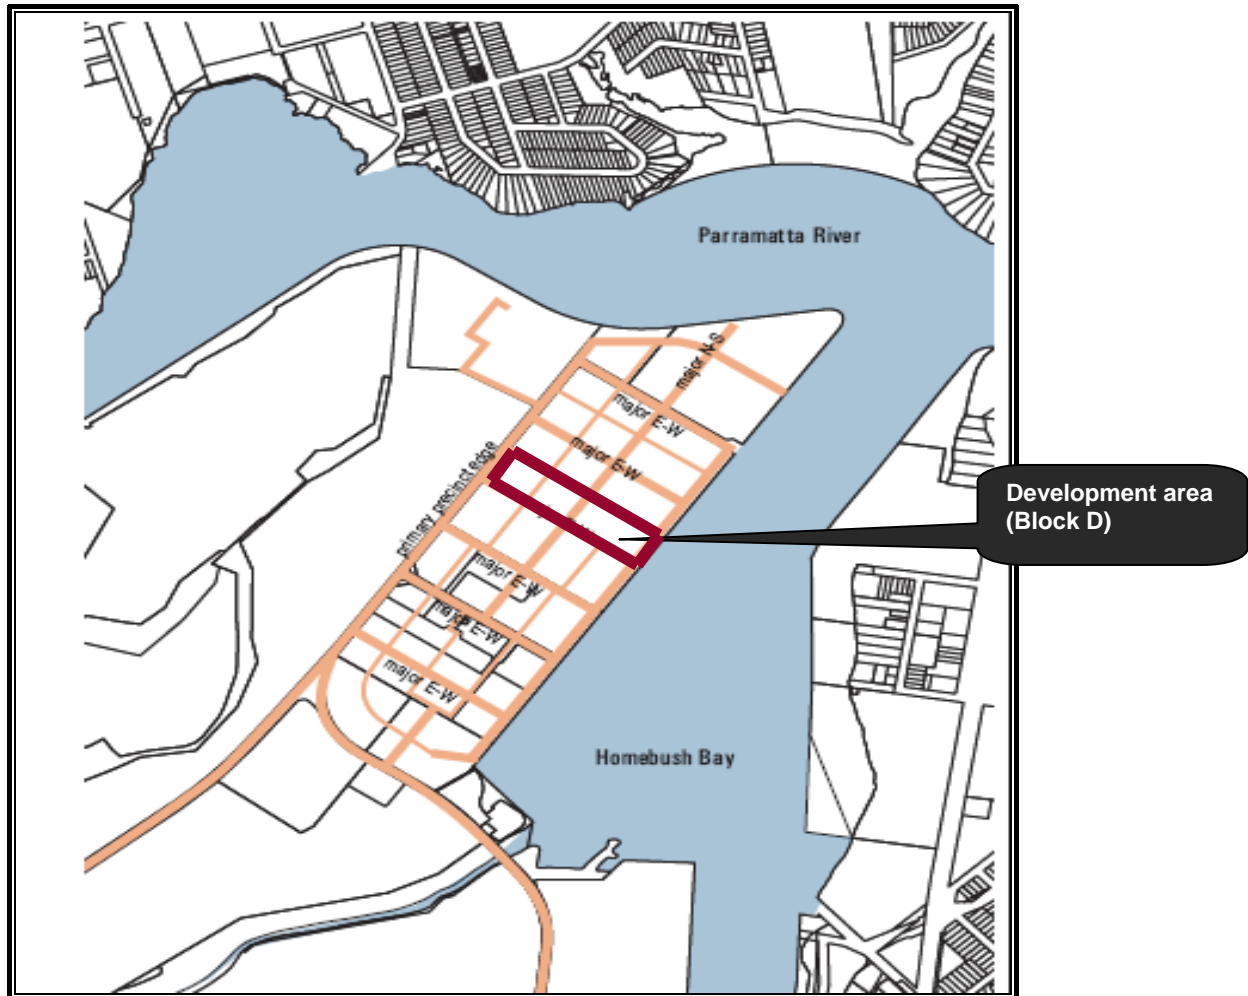 Parramatta River
major N-S
major E-W
major E-W
primary precinct edge
Development area
(Block D)
major E-W
major E-W
major E-W
Homebush Bay